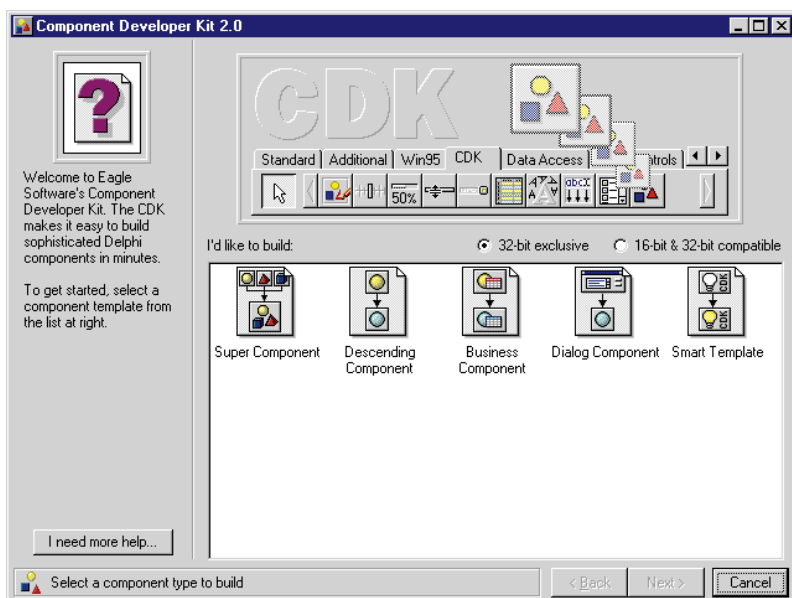 Component Developer Kit 2.0
CDK
Standard
Additional
Win95
CDK
Data Access
50%
abcX
Welcome to Eagle
Software's Component
Developer Kit. The CDK
makes it easy to build
sophisticated Delphi
components in minutes.
To get started, select a
component template from
the list at right.
I'd like to build:
32-bit exclusive
16-bit & 32-bit compatible
Super Component
Descending
Component
Business
Component
Dialog Component
CDK
CDK
Smart Template
I need more help...
Select a component type to build
< Back
Next >
Cancel